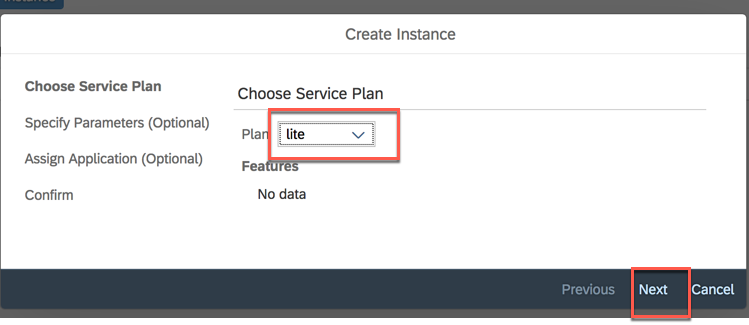 Create Instance
Choose Service Plan
Specify Parameters (Optional)
Assign Application (Optional)
Confirm
Choose Service Plan
Plan lite
Features
No data
Previous Next Cancel